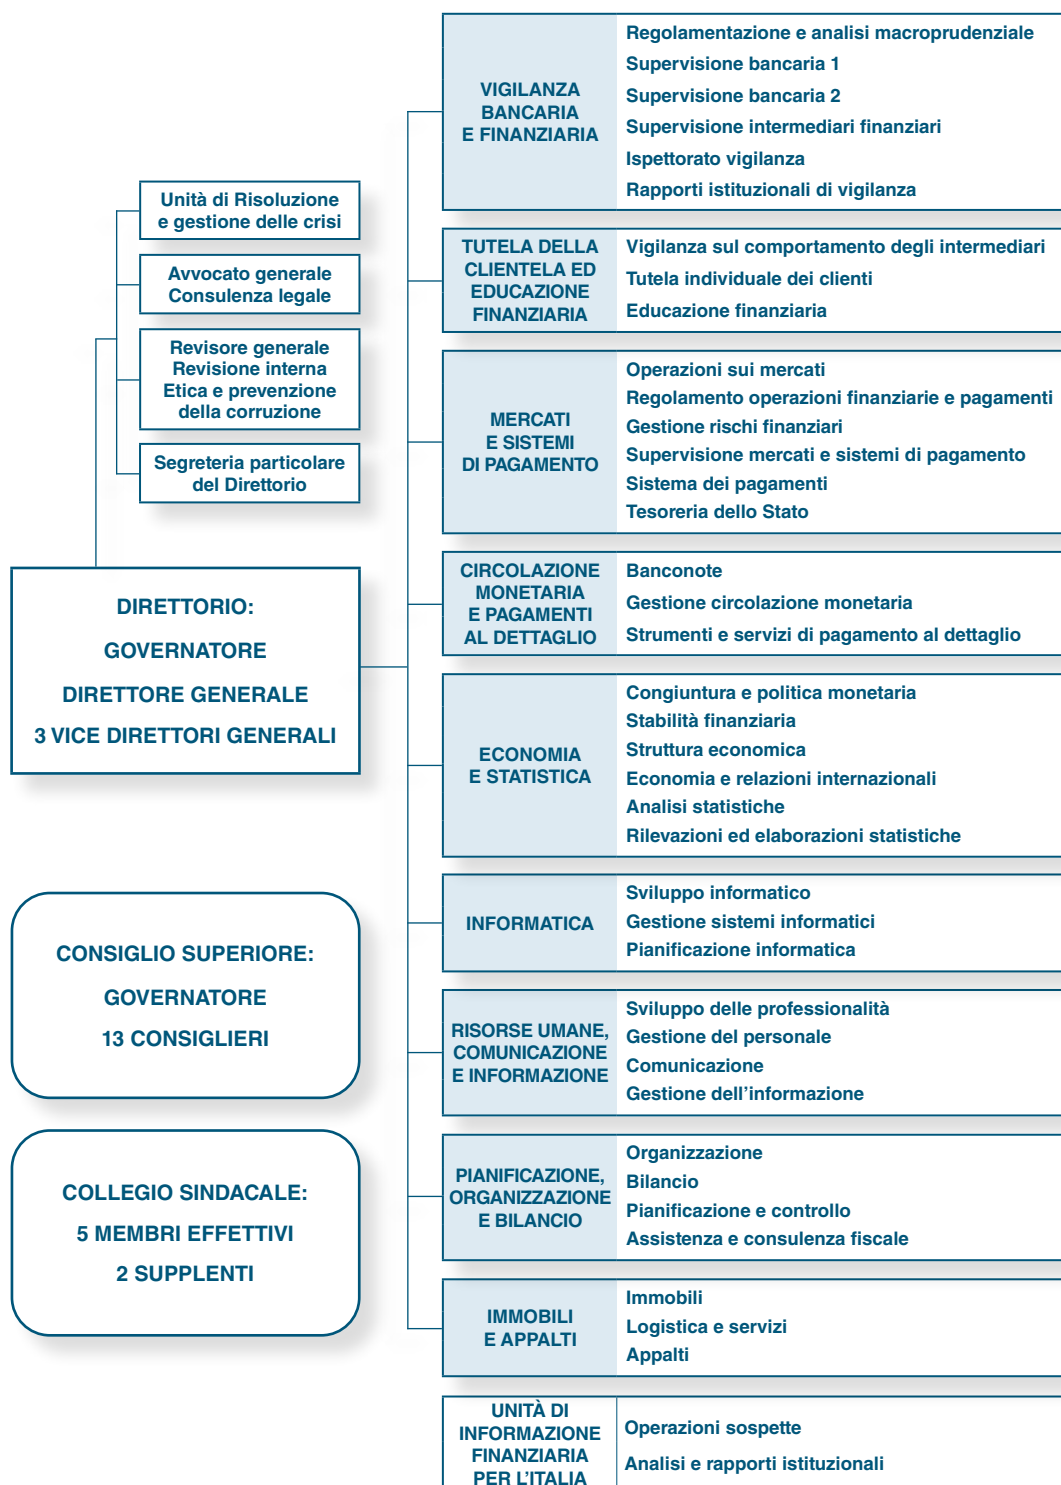 Unità di Risoluzione
e gestione delle crisi
Avvocato generale
Consulenza legale
Revisore generale
Revisione interna
Etica e prevenzione
della corruzione
Segreteria particolare
del Direttorio
DIRETTORIO:
GOVERNATORE
DIRETTORE GENERALE
3 VICE DIRETTORI GENERALI
CONSIGLIO SUPERIORE:
GOVERNATORE
13 CONSIGLIERI
COLLEGIO SINDACALE:
5 MEMBRI EFFETTIVI
2 SUPPLENTI
VIGILANZA
BANCARIA
E FINANZIARIA
Regolamentazione e analisi macroprudenziale
Supervisione bancaria 1
Supervisione bancaria 2
Supervisione intermediari finanziari
Ispettorato vigilanza
Rapporti istituzionali di vigilanza
TUTELA DELLA
CLIENTELA ED
EDUCAZIONE
FINANZIARIA
Vigilanza sul comportamento degli intermediari
Tutela individuale dei clienti
Educazione finanziaria
MERCATI
E SISTEMI
DI PAGAMENTO
Operazioni sui mercati
Regolamento operazioni finanziarie e pagamenti
Gestione rischi finanziari
Supervisione mercati e sistemi di pagamento
Sistema dei pagamenti
Tesoreria dello Stato
CIRCOLAZIONE
MONETARIA
E PAGAMENTI
AL DETTAGLIO
Banconote
Gestione circolazione monetaria
Strumenti e servizi di pagamento al dettaglio
ECONOMIA
E STATISTICA
Congiuntura e politica monetaria
Stabilità finanziaria
Struttura economica
Economia e relazioni internazionali
Analisi statistiche
Rilevazioni ed elaborazioni statistiche
INFORMATICA
Sviluppo informatico
Gestione sistemi informatici
Pianificazione informatica
RISORSE UMANE,
COMUNICAZIONE
E INFORMAZIONE
Sviluppo delle professionalità
Gestione del personale
Comunicazione
Gestione dell'informazione
PIANIFICAZIONE,
ORGANIZZAZIONE
E BILANCIO
Organizzazione
Bilancio
Pianificazione e controllo
Assistenza e consulenza fiscale
IMMOBILI
E APPALTI
Immobili
Logistica e servizi
Appalti
UNITÀ DI
INFORMAZIONE
FINANZIARIA
PER L'ITALIA
Operazioni sospette
Analisi e rapporti istituzionali